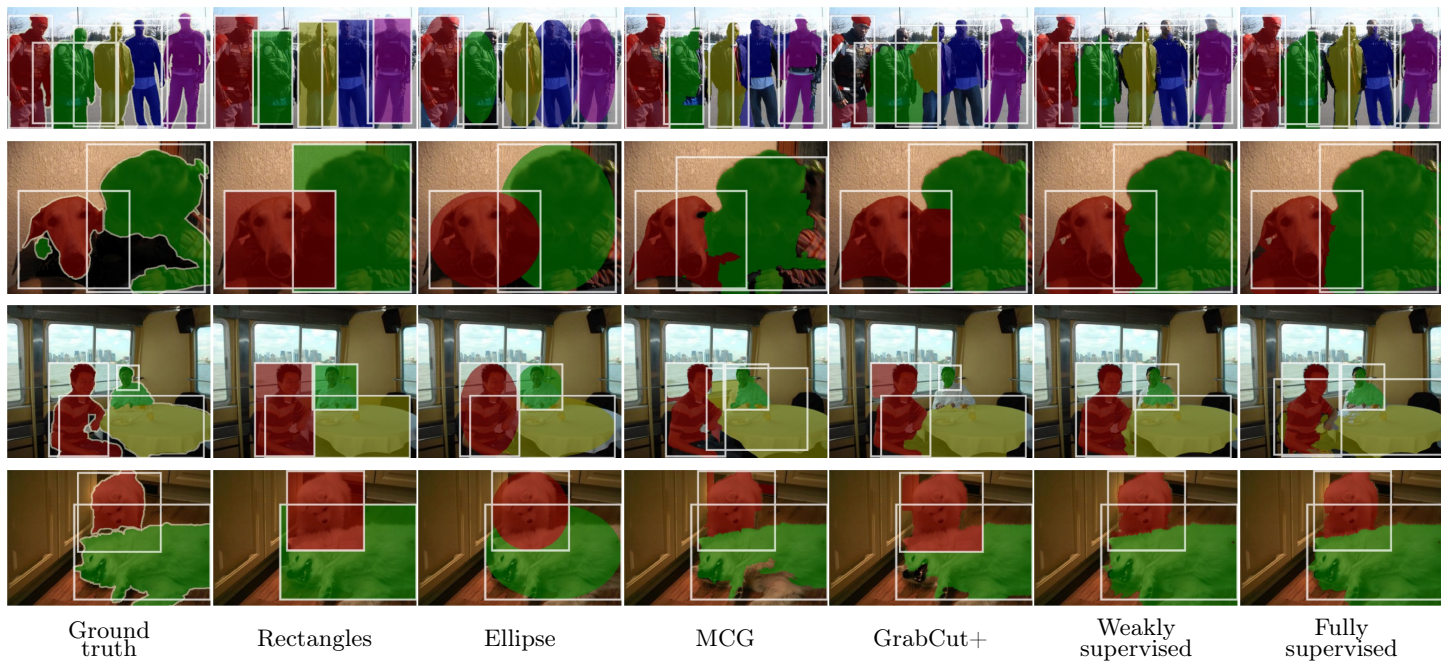 Ground
truth
Rectangles
Ellipse
MCG
GrabCut+
Weakly
supervised
Fully
supervised